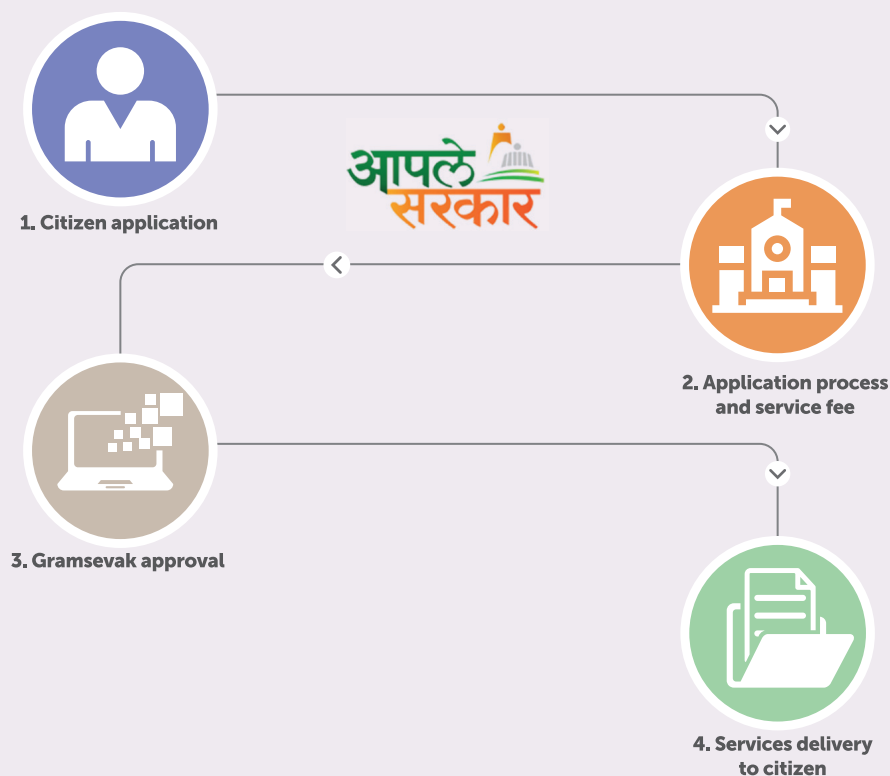 1. Citizen application
आपले
सरकार
2. Application process
and service fee
3. Gramsevak approval
4. Services delivery
to citizen